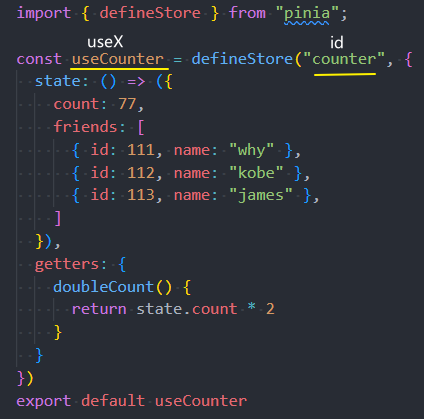 import { defineStore } from "pinia";
useX id
const useCounter = defineStore("counter", {
  state: () => ({
    count: 77,
    friends: [
      { id: 111, name: "why" },
      { id: 112, name: "kobe" },
      { id: 113, name: "james" },
    ]
  }),
  getters: {
    doubleCount() {
      return state.count * 2
    }
  }
})
export default useCounter